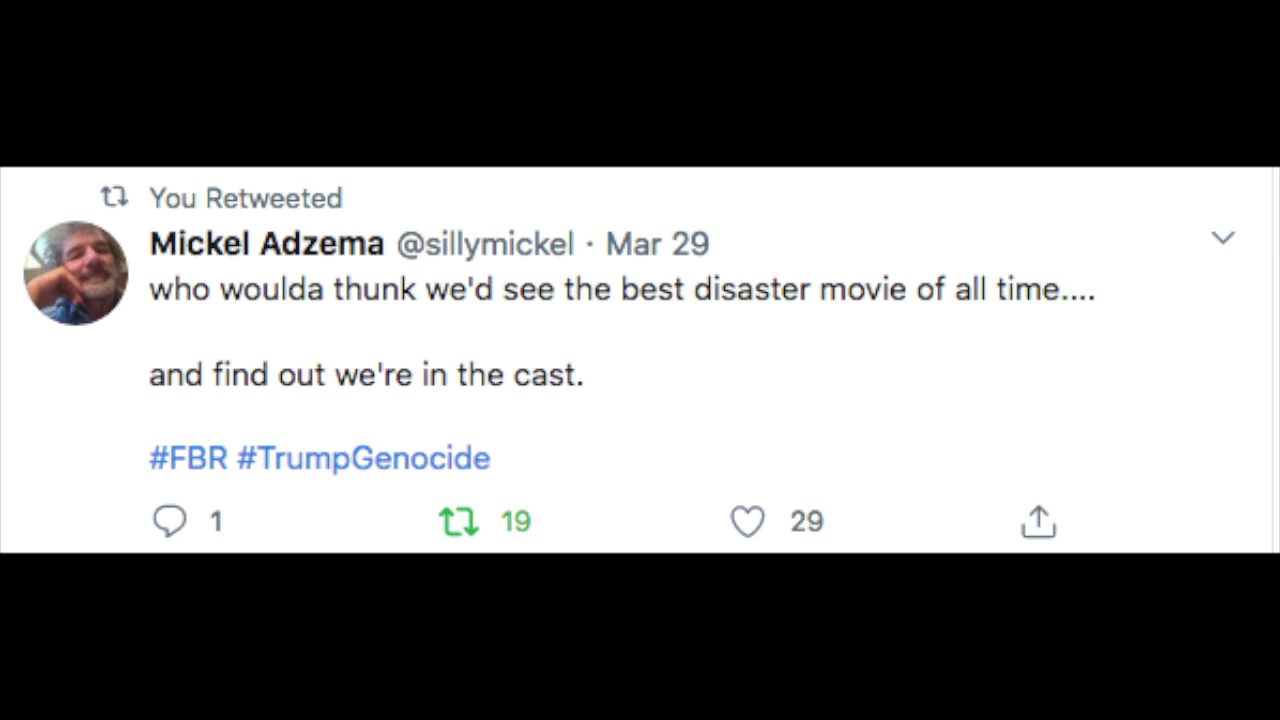 You Retweeted
Mickel Adzema @sillymickel · Mar 29
who woulda thunk we'd see the best disaster movie of all time....
and find out we're in the cast.
#FBR #TrumpGenocide
1 19 29